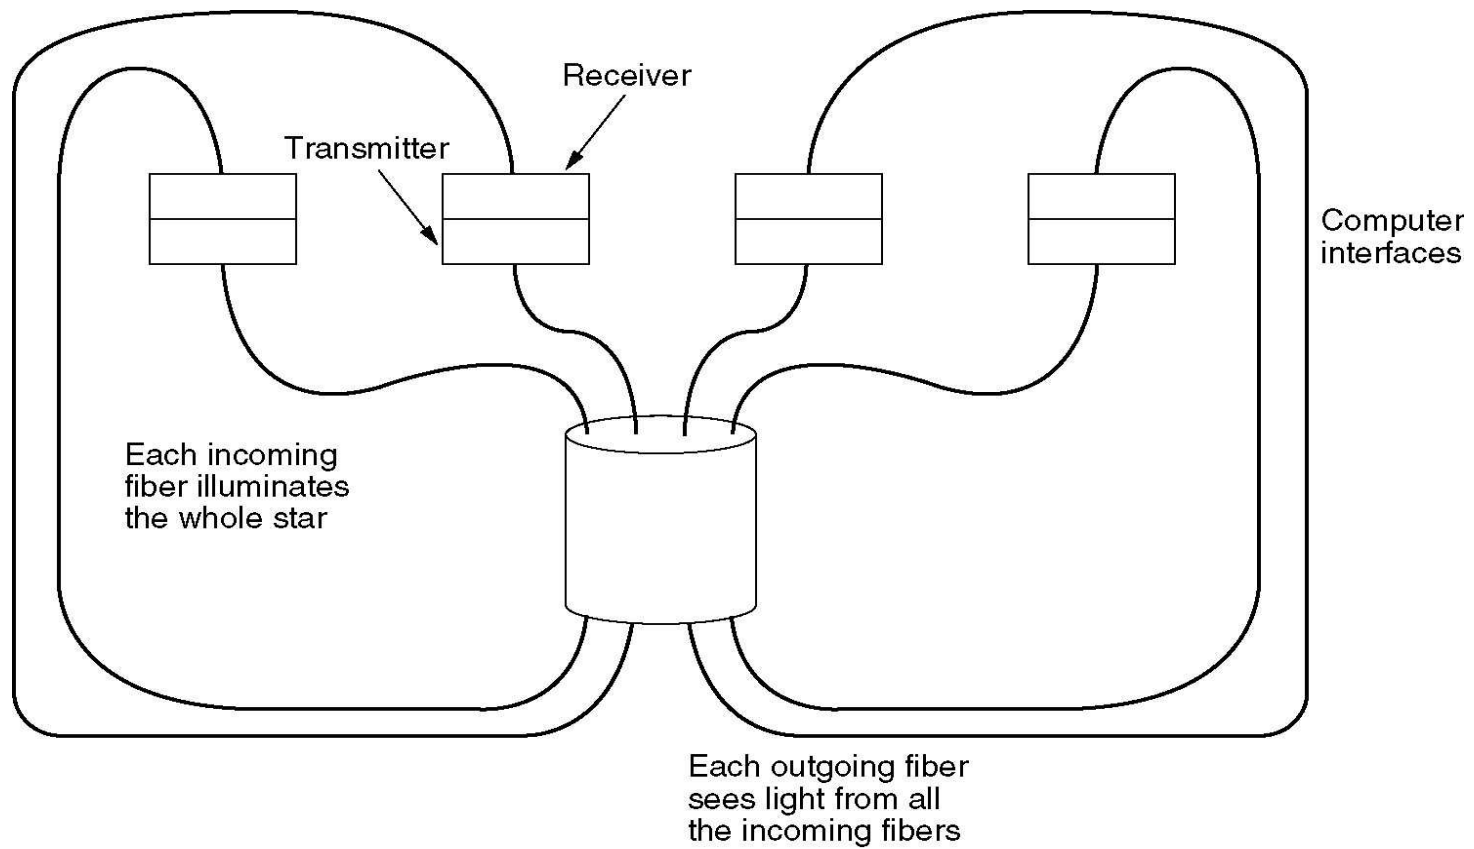 Receiver
Transmitter
Computer
interfaces
Each incoming
fiber illuminates
the whole star
Each outgoing fiber
sees light from all
the incoming fibers